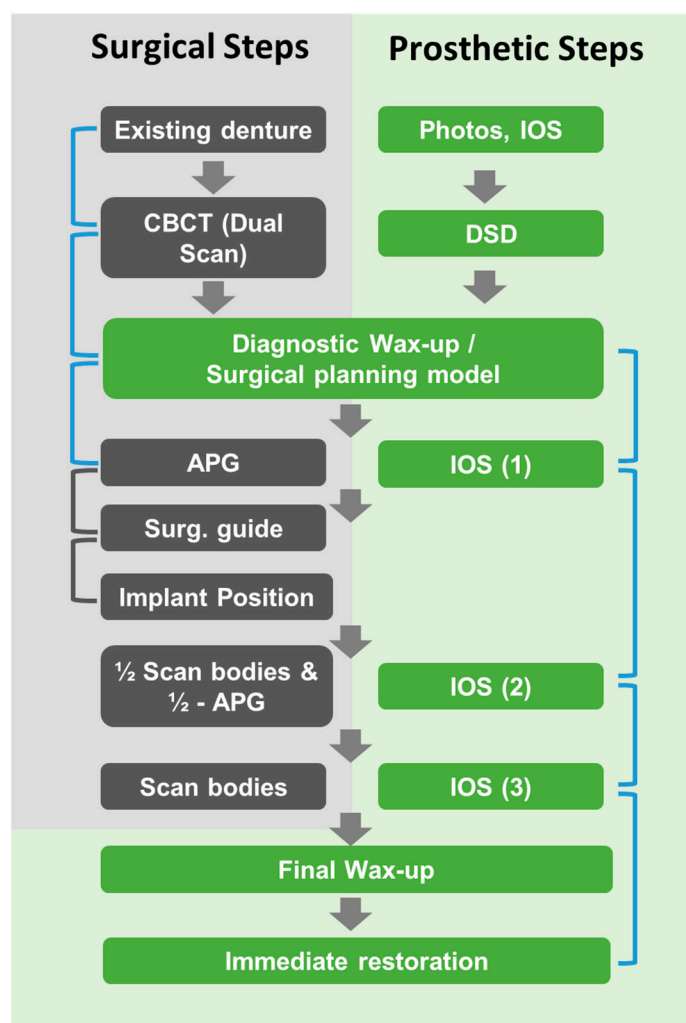 Surgical Steps
Prosthetic Steps
Existing denture
Photos, IOS
CBCT (Dual
Scan)
DSD
Diagnostic Wax-up /
Surgical planning model
APG
IOS (1)
Surg. guide
Implant Position
½ Scan bodies &
½ - APG
IOS (2)
Scan bodies
IOS (3)
Final Wax-up
Immediate restoration